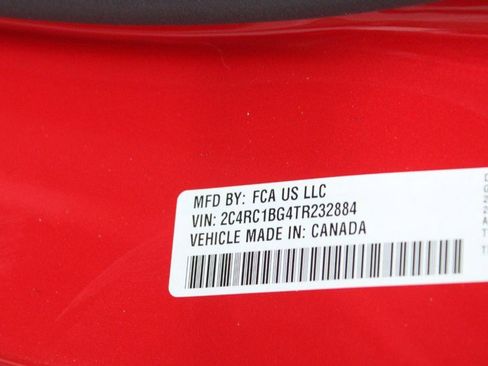 MFD BY: FCA US LLC
VIN: 2C4RC1BG4TR232884
VEHICLE MADE IN: CANADA